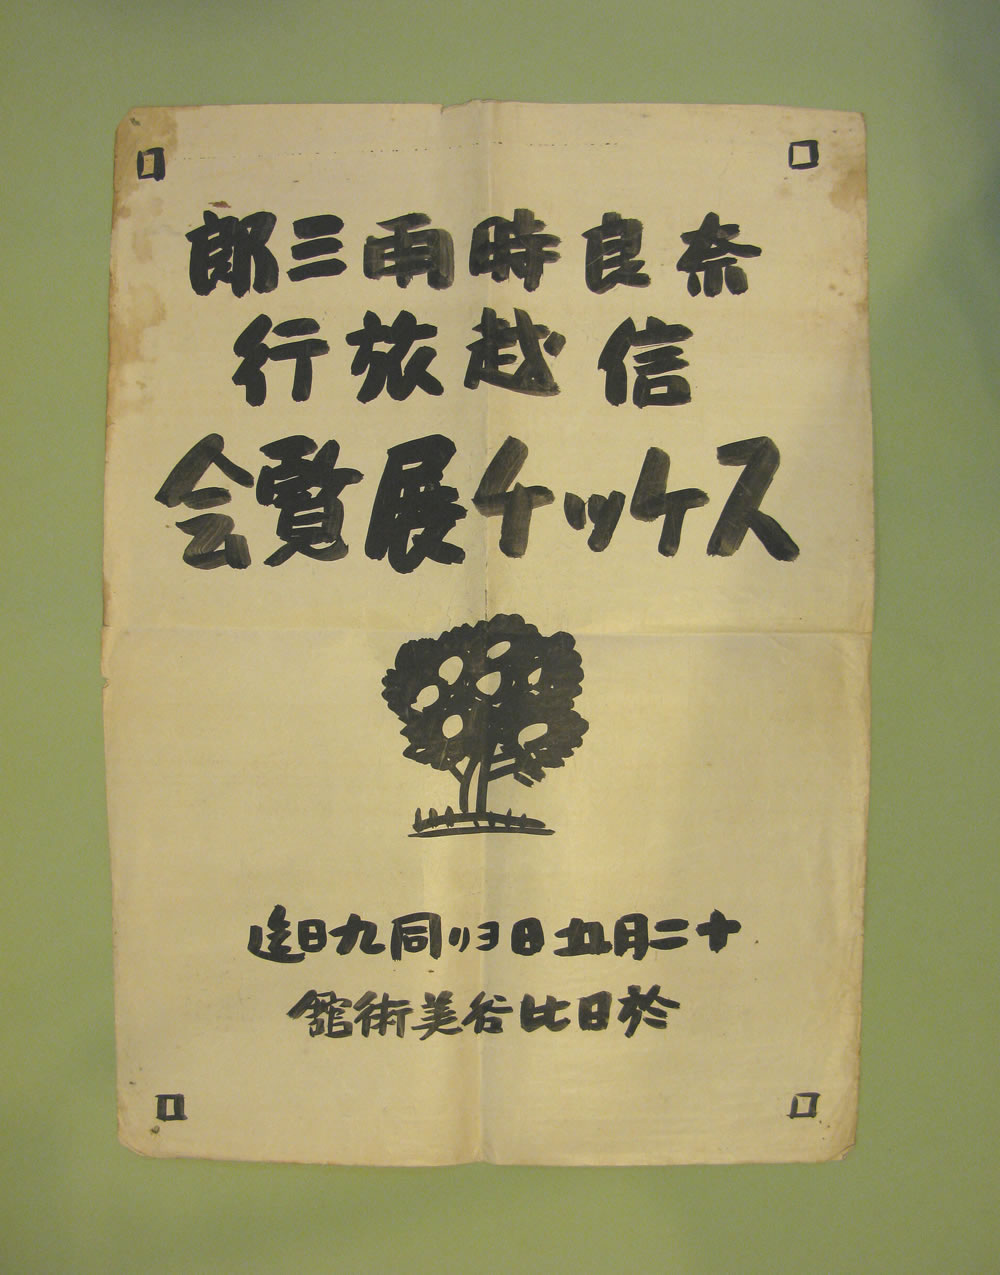 奈良時雨三郎
信越旅行
スケッチ展覧会
十二月五日ヨリ同九日迄
於日比谷美術館